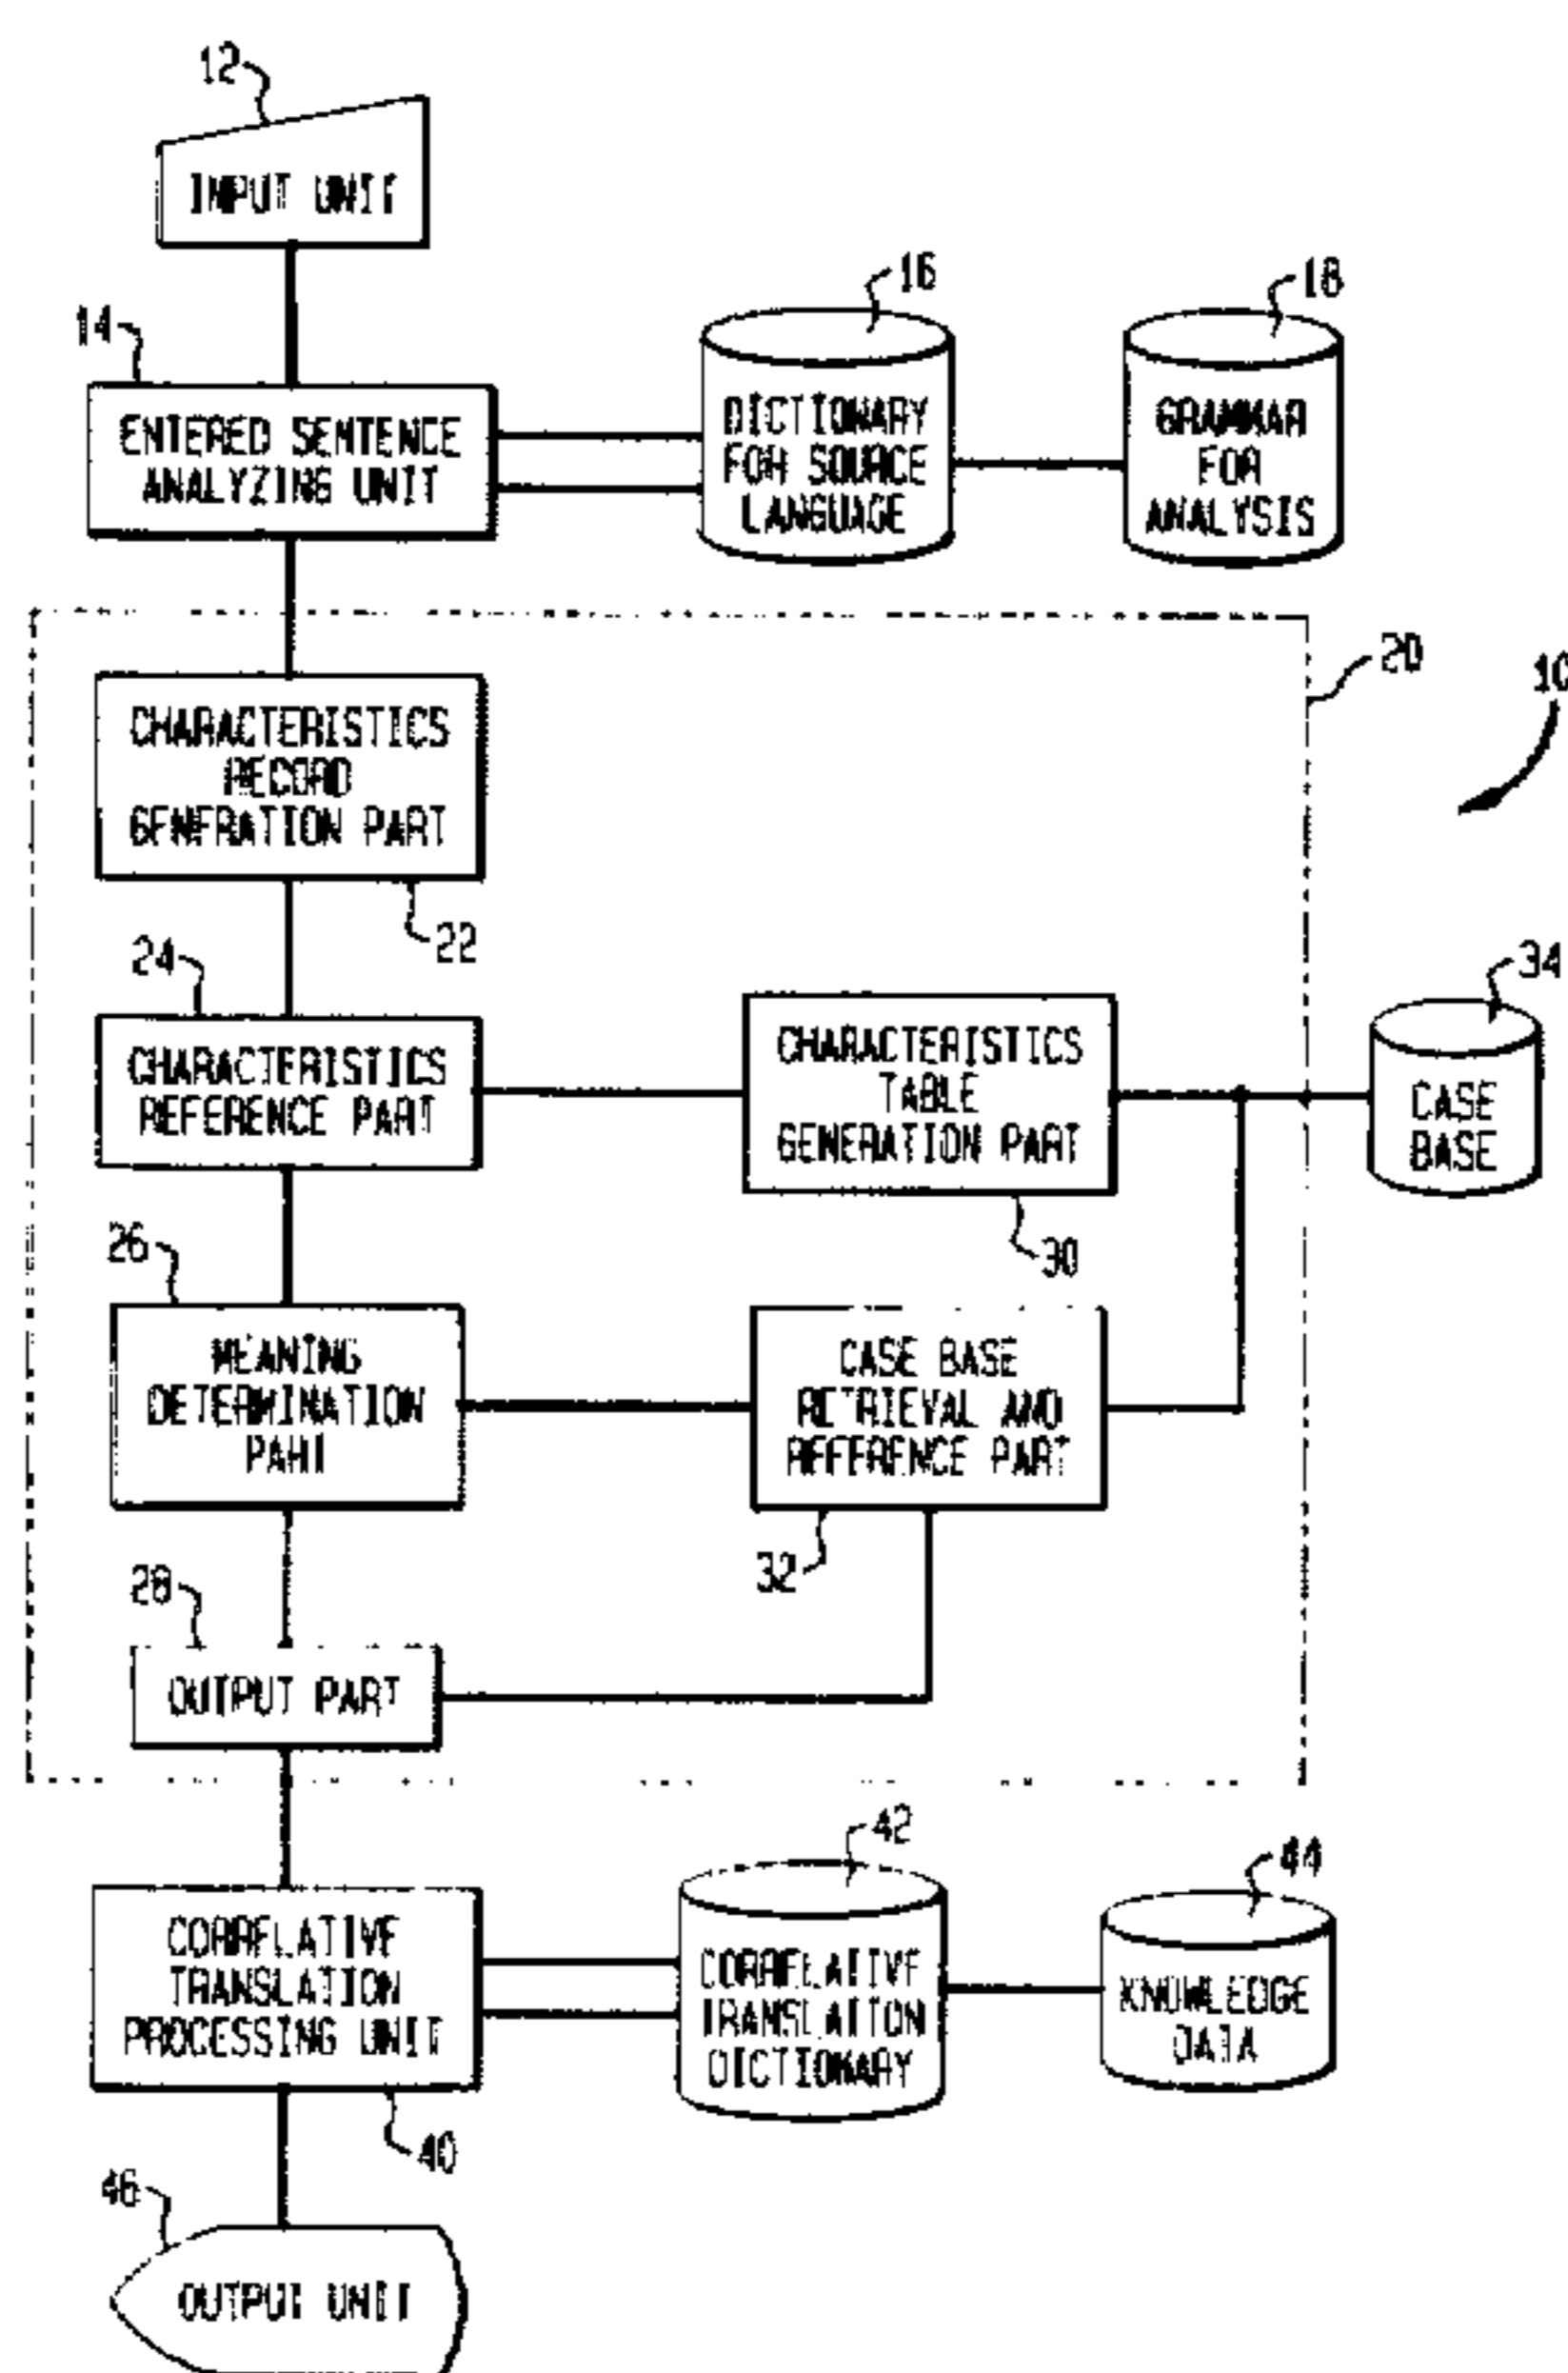 12
INPUT UNIT
14
ENTERED SENTENCE
ANALYZING UNIT
16
DICTIONARY
FOR SOURCE
LANGUAGE
18
GRAMMAR
FOR
ANALYSIS
20
10
CHARACTERISTICS
RECORD
GENERATION PART
22
24
CHARACTERISTICS
REFERENCE PART
CHARACTERISTICS
TABLE
GENERATION PART
30
34
CASE
BASE
26
MEANING
DETERMINATION
PART
CASE BASE
RETRIEVAL AND
REFERENCE PART
32
28
OUTPUT PART
CORRELATIVE
TRANSLATION
PROCESSING UNIT
40
42
CORRELATIVE
TRANSLATION
DICTIONARY
44
KNOWLEDGE
DATA
46
OUTPUT UNIT